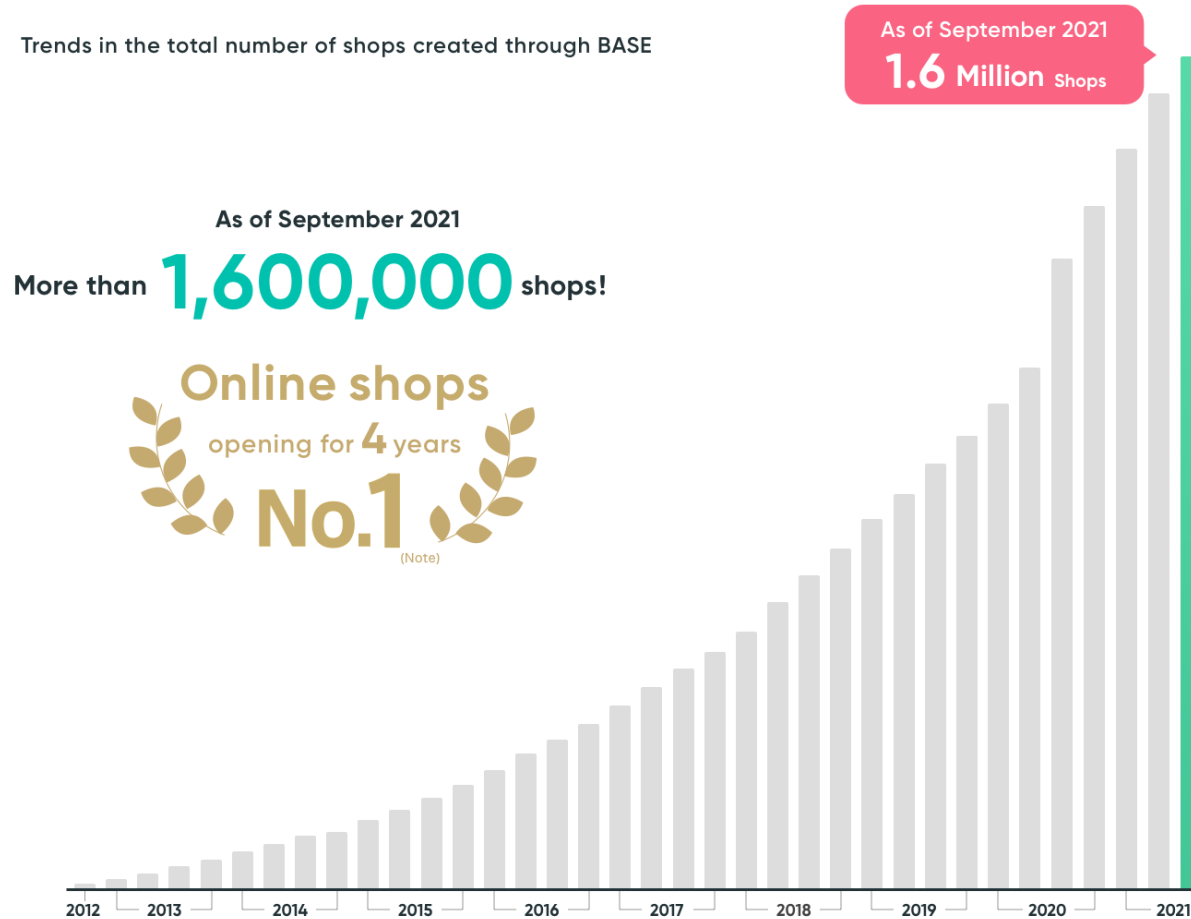 Trends in the total number of shops created through BASE
As of September 2021
1.6 Million Shops
As of September 2021
More than 1,600,000 shops!
Online shops
opening for 4 years
No.1
(Note)
2012 2013 2014 2015 2016 2017 2018 2019 2020 2021